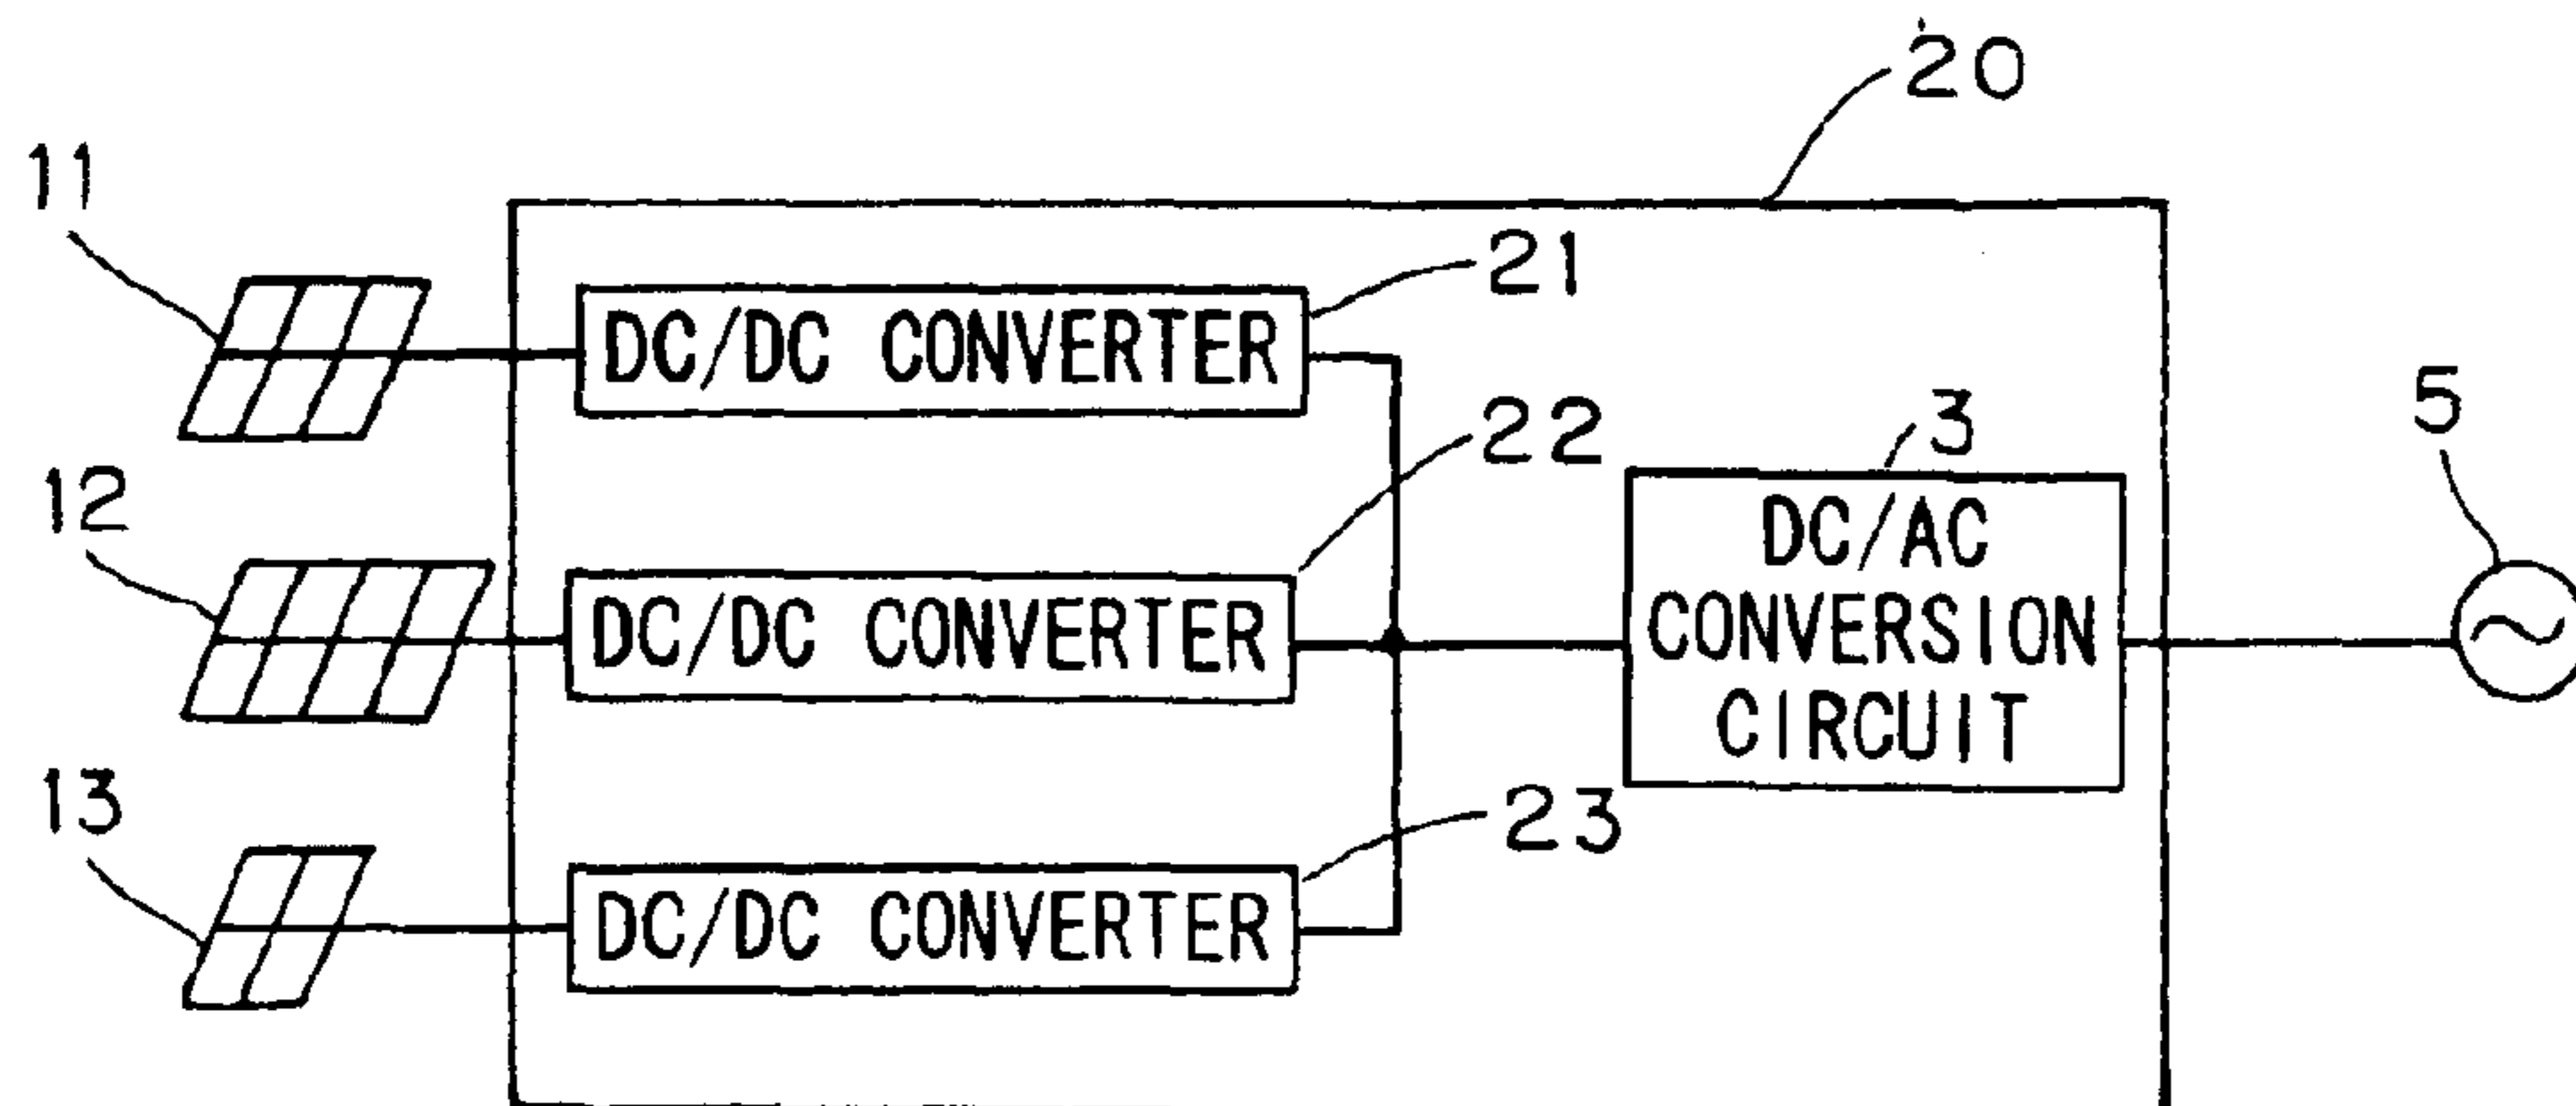 20
11
21
DC/DC CONVERTER
22
3
5
12
DC/AC
CONVERSION
CIRCUIT
DC/DC CONVERTER
13
23
DC/DC CONVERTER